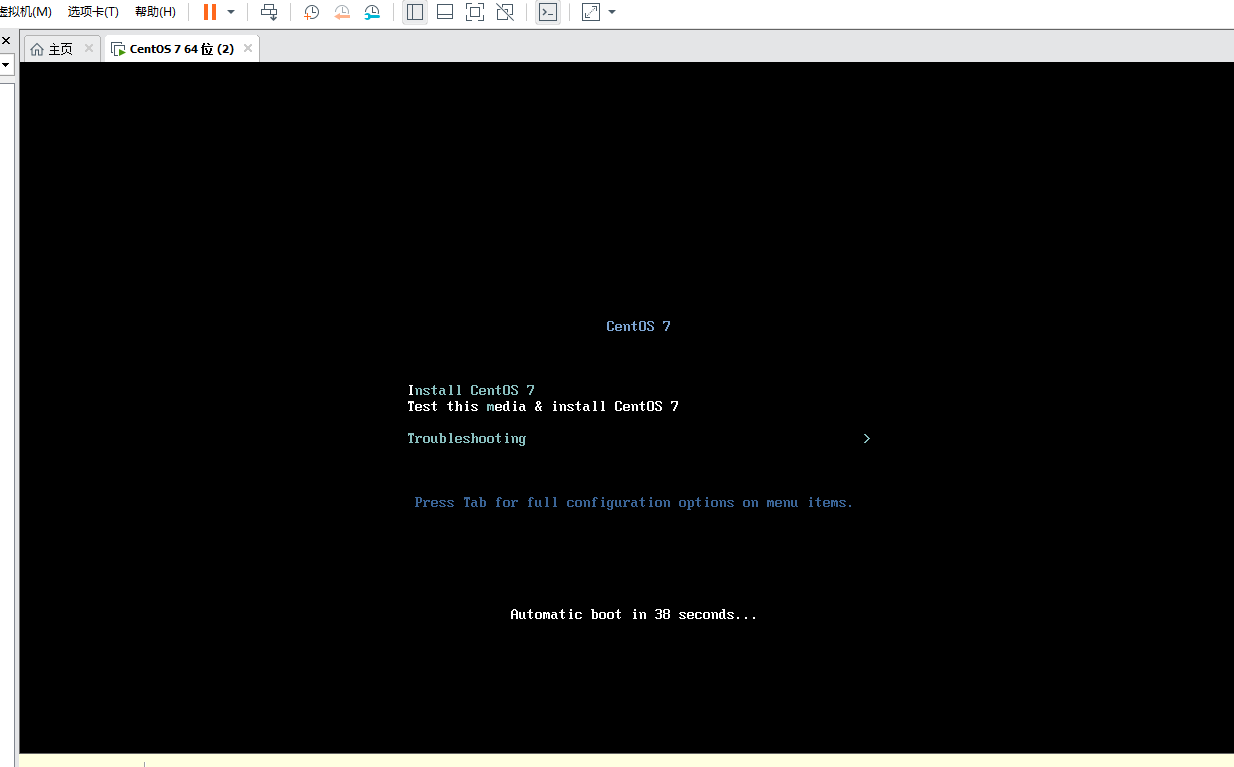 虚拟机(M) 选项卡(T) 帮助(H)
主页 CentOS 7 64 位 (2)
CentOS 7
Install CentOS 7
Test this media & install CentOS 7
Troubleshooting >
Press Tab for full configuration options on menu items.
Automatic boot in 38 seconds...